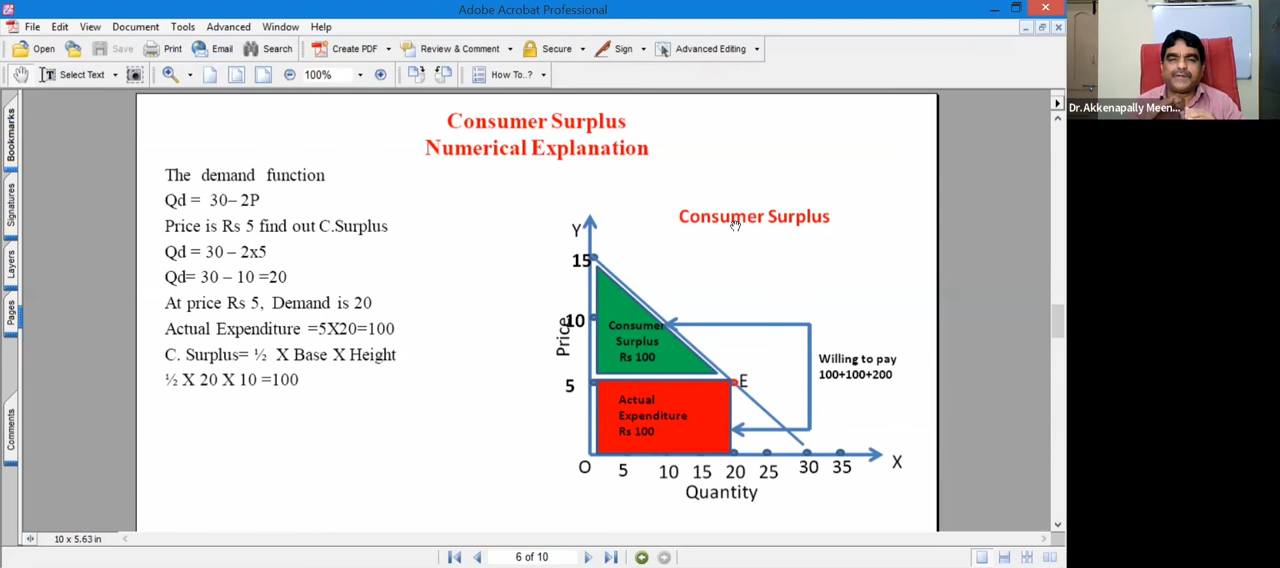 Adobe Acrobat Professional
File Edit View Document Tools Advanced Window Help
Open Save Print Email Search Create PDF Review & Comment Secure Sign Advanced Editing
Select Text 100% How To..?
Bookmarks
Signatures
Layers
Pages
Comments
Dr.Akkenapally Meen...
Consumer Surplus
Numerical Explanation
The demand function
Qd = 30– 2P
Price is Rs 5 find out C.Surplus
Qd = 30 – 2x5
Qd= 30 – 10 =20
At price Rs 5, Demand is 20
Actual Expenditure =5X20=100
C. Surplus= ½ X Base X Height
½ X 20 X 10 =100
Consumer Surplus
Y
15
10
5
Price
Consumer
Surplus
Rs 100
E
Actual
Expenditure
Rs 100
Willing to pay
100+100+200
O 5 10 15 20 25 30 35 X
Quantity
10 x 5.63 in
6 of 10